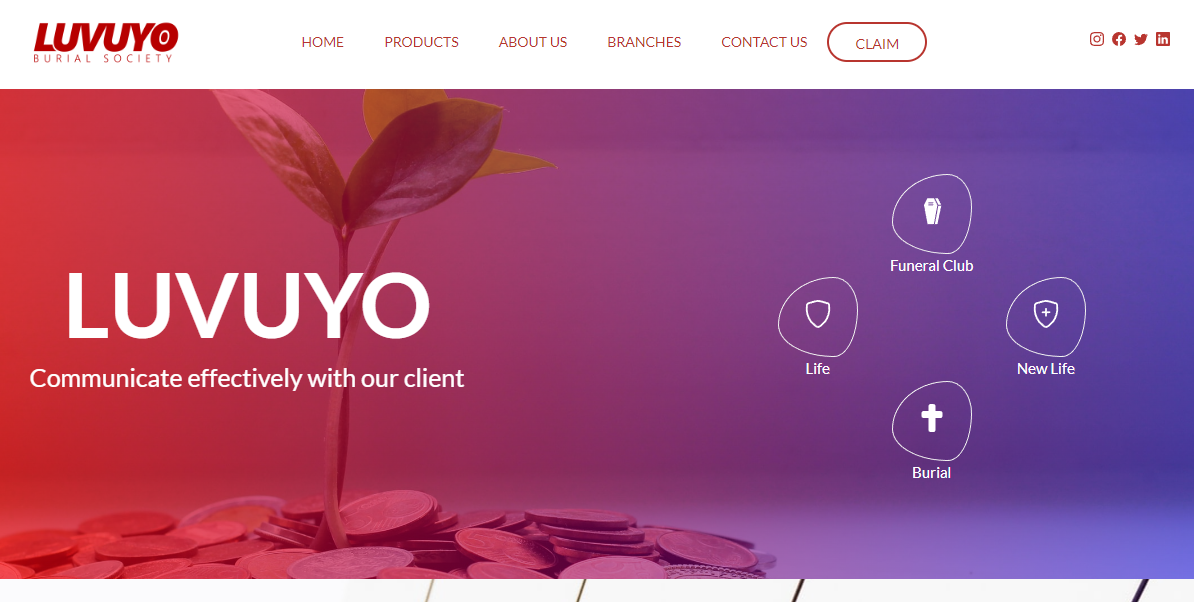 LUVUYO
BURIAL SOCIETY
HOME
PRODUCTS
ABOUT US
BRANCHES
CONTACT US
CLAIM
LUVUYO
Communicate effectively with our client
Funeral Club
Life
New Life
Burial